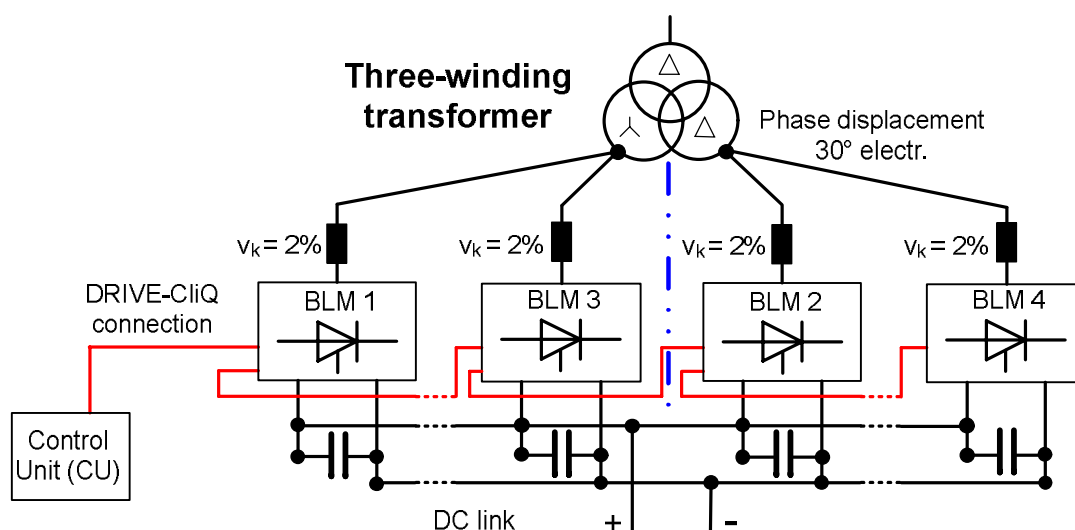 Three-winding
transformer
Phase displacement
30° electr.
vk = 2%
vk = 2%
vk = 2%
vk = 2%
DRIVE-CliQ
connection
BLM 1
BLM 3
BLM 2
BLM 4
Control
Unit (CU)
DC link + -